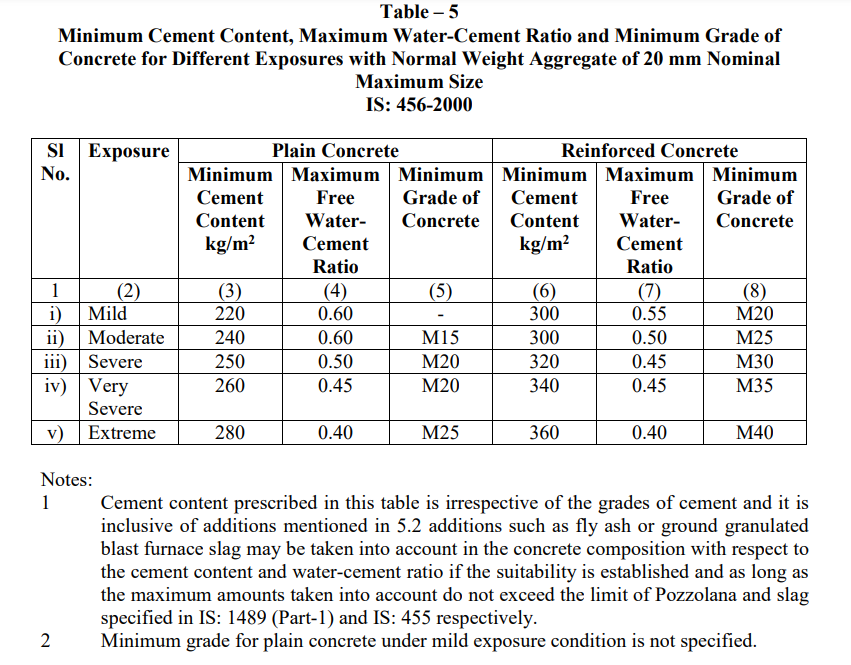 Table – 5
Minimum Cement Content, Maximum Water-Cement Ratio and Minimum Grade of
Concrete for Different Exposures with Normal Weight Aggregate of 20 mm Nominal
Maximum Size
IS: 456-2000
Sl No. Exposure Plain Concrete Reinforced Concrete
Minimum Cement Content kg/m² Maximum Free Water-Cement Ratio Minimum Grade of Concrete Minimum Cement Content kg/m² Maximum Free Water-Cement Ratio Minimum Grade of Concrete
1 (2) (3) (4) (5) (6) (7) (8)
i) Mild 220 0.60 - 300 0.55 M20
ii) Moderate 240 0.60 M15 300 0.50 M25
iii) Severe 250 0.50 M20 320 0.45 M30
iv) Very Severe 260 0.45 M20 340 0.45 M35
v) Extreme 280 0.40 M25 360 0.40 M40
Notes:
1 Cement content prescribed in this table is irrespective of the grades of cement and it is
inclusive of additions mentioned in 5.2 additions such as fly ash or ground granulated
blast furnace slag may be taken into account in the concrete composition with respect to
the cement content and water-cement ratio if the suitability is established and as long as
the maximum amounts taken into account do not exceed the limit of Pozzolana and slag
specified in IS: 1489 (Part-1) and IS: 455 respectively.
2 Minimum grade for plain concrete under mild exposure condition is not specified.